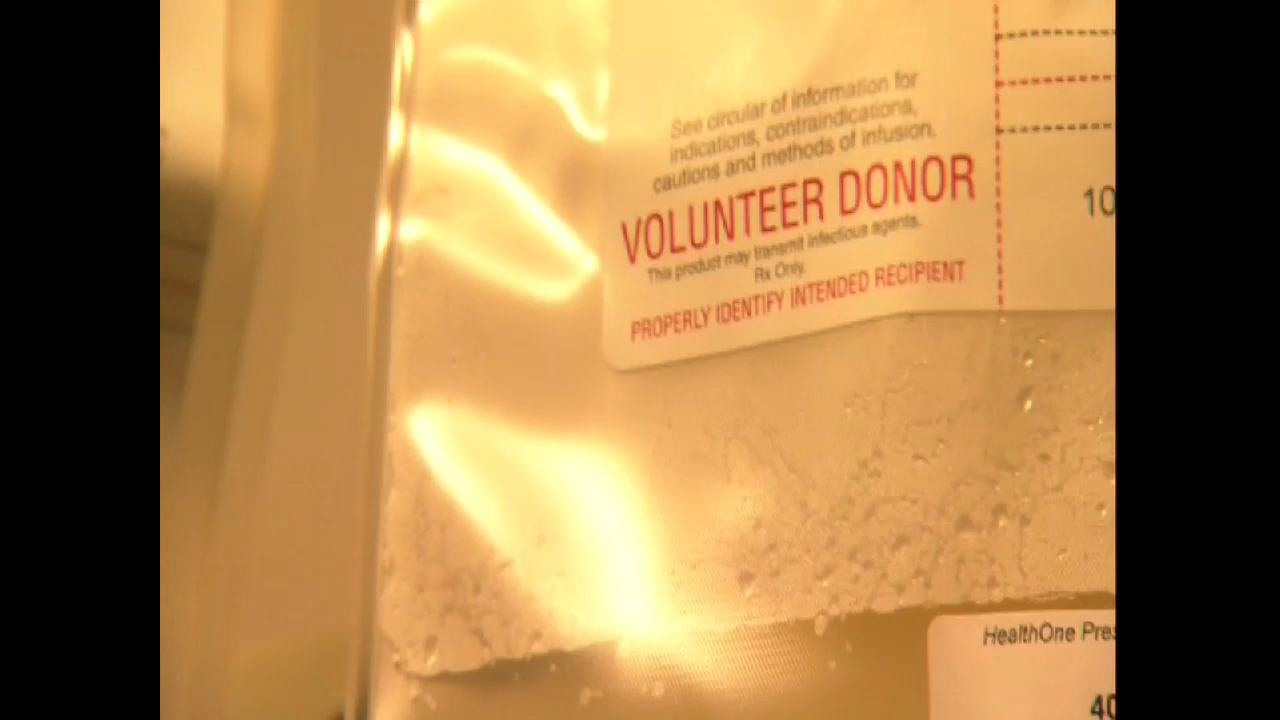 See circular of information for
indications, contraindications,
cautions and methods of infusion.
VOLUNTEER DONOR
This product may transmit infectious agents.
Rx Only.
PROPERLY IDENTIFY INTENDED RECIPIENT
10
HealthOne Pres
40